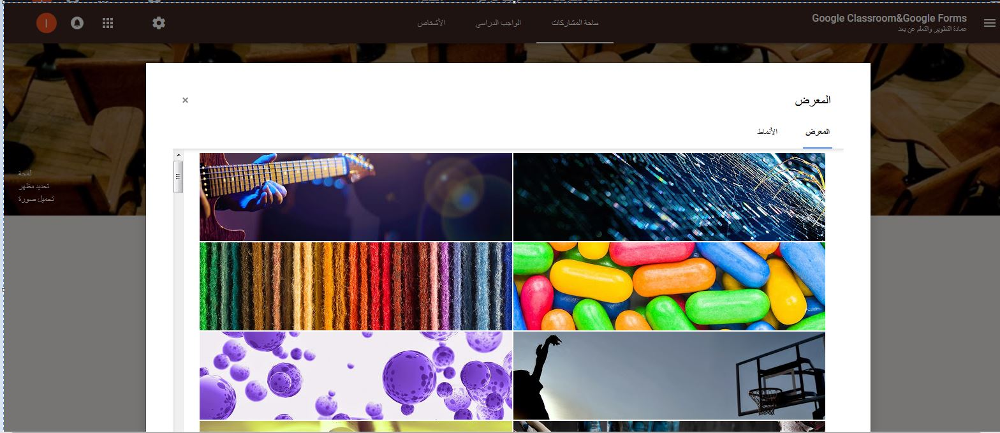 Google Classroom&Google Forms
عمادة التطوير والتعلم عن بعد
ساحة المشاركات
الواجب الدراسي
الأشخاص
المعرض
المعرض
الأنماط
لمحة
تحديد مظهر
تحميل صورة